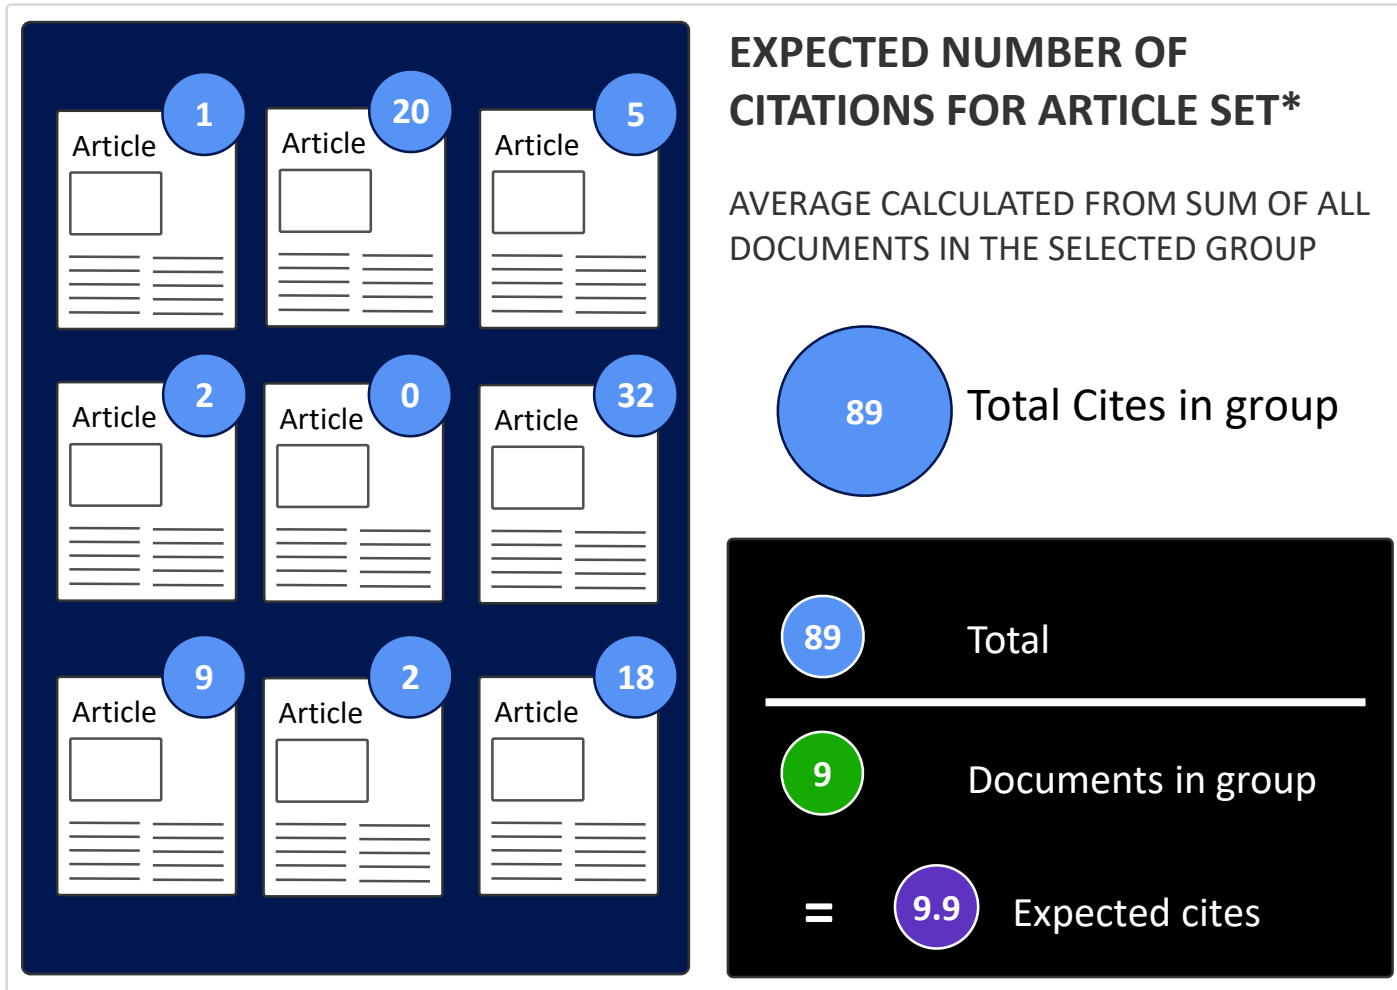 1
20
5
Article
Article
Article
2
0
32
Article
Article
Article
9
2
18
Article
Article
Article
EXPECTED NUMBER OF
CITATIONS FOR ARTICLE SET*
AVERAGE CALCULATED FROM SUM OF ALL
DOCUMENTS IN THE SELECTED GROUP
89 Total Cites in group
89 Total
9 Documents in group
= 9.9 Expected cites